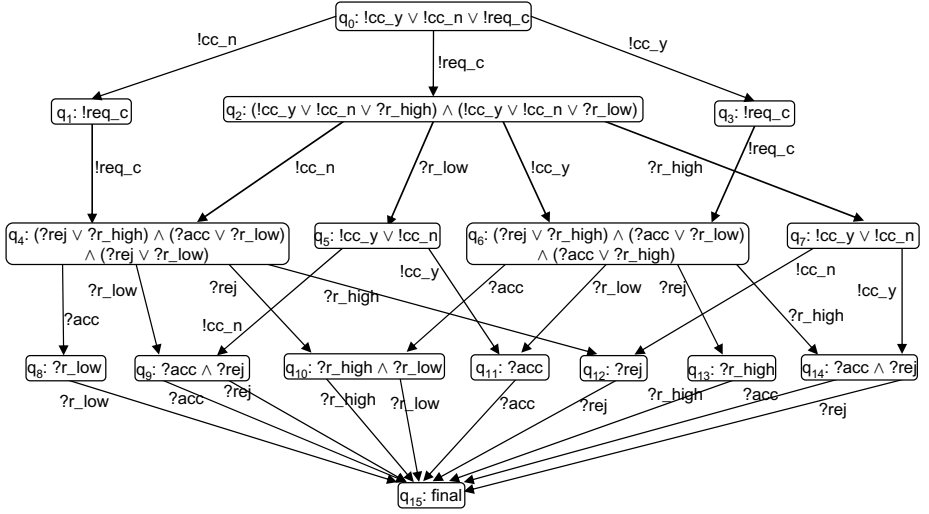 q0: !cc_y ∨ !cc_n ∨ !req_c
!cc_n
!req_c
!cc_y
q1: !req_c
q2: (!cc_y ∨ !cc_n ∨ ?r_high) ∧ (!cc_y ∨ !cc_n ∨ ?r_low)
q3: !req_c
!req_c
!cc_n
?r_low
!cc_y
?r_high
!req_c
q4: (?rej ∨ ?r_high) ∧ (?acc ∨ ?r_low)
∧ (?rej ∨ ?r_low)
q5: !cc_y ∨ !cc_n
q6: (?rej ∨ ?r_high) ∧ (?acc ∨ ?r_low)
∧ (?acc ∨ ?r_high)
q7: !cc_y ∨ !cc_n
?acc
?r_low
?rej
!cc_n
?r_high
!cc_y
?acc
?r_low
?rej
?r_high
!cc_n
!cc_y
q8: ?r_low
q9: ?acc ∧ ?rej
q10: ?r_high ∧ ?r_low
q11: ?acc
q12: ?rej
q13: ?r_high
q14: ?acc ∧ ?rej
?r_low
?acc
?rej
?r_high
?r_low
?acc
?rej
?r_high
?acc
?rej
q15: final